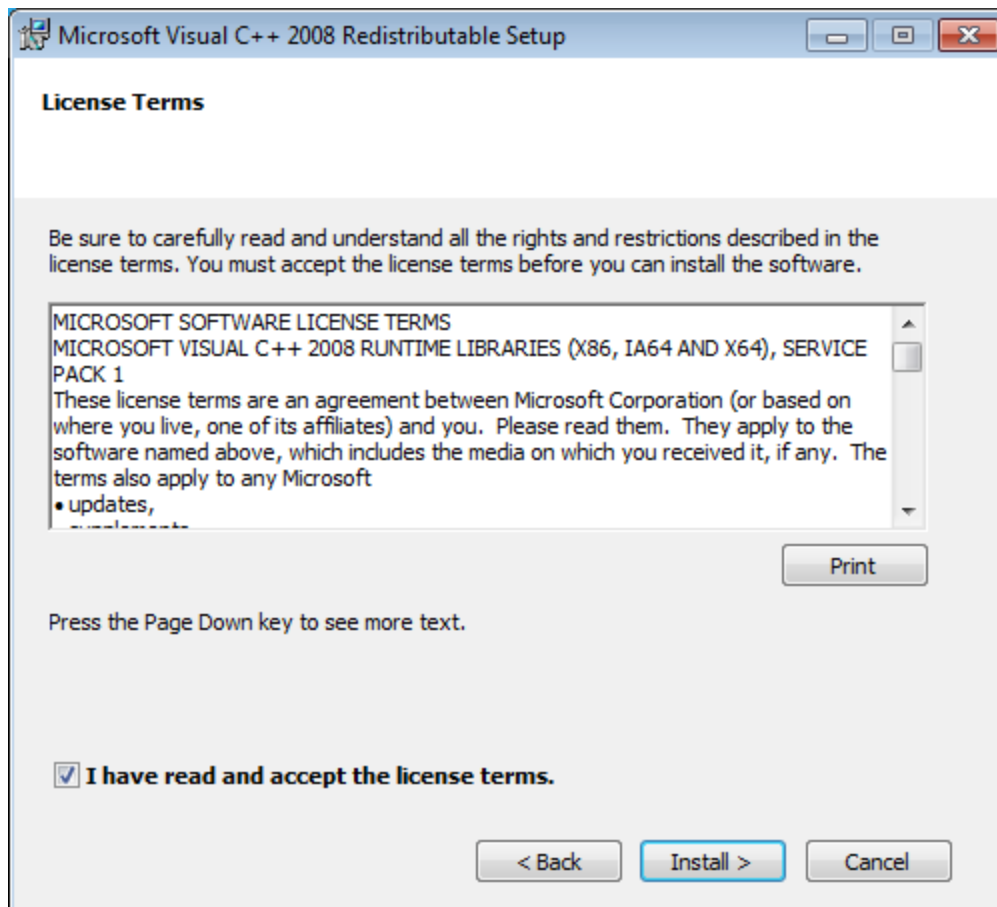 Microsoft Visual C++ 2008 Redistributable Setup
License Terms
Be sure to carefully read and understand all the rights and restrictions described in the
license terms. You must accept the license terms before you can install the software.
MICROSOFT SOFTWARE LICENSE TERMS
MICROSOFT VISUAL C++ 2008 RUNTIME LIBRARIES (X86, IA64 AND X64), SERVICE
PACK 1
These license terms are an agreement between Microsoft Corporation (or based on
where you live, one of its affiliates) and you.  Please read them.  They apply to the
software named above, which includes the media on which you received it, if any.  The
terms also apply to any Microsoft
• updates,
Print
Press the Page Down key to see more text.
I have read and accept the license terms.
< Back
Install >
Cancel